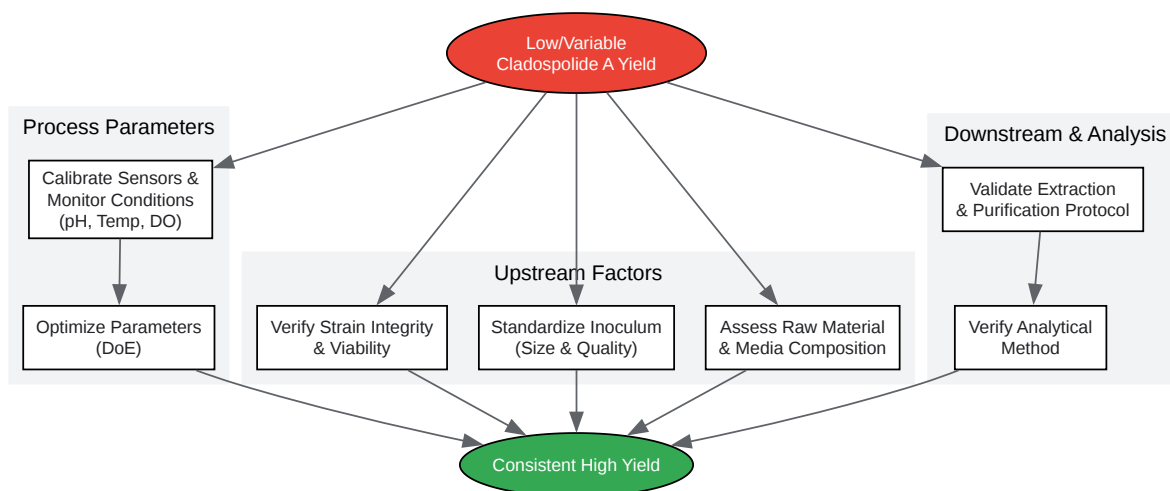 Low/Variable
Cladospolide A Yield
Process Parameters
Calibrate Sensors &
Monitor Conditions
(pH, Temp, DO)
Optimize Parameters
(DoE)
Upstream Factors
Verify Strain Integrity
& Viability
Standardize Inoculum
(Size & Quality)
Assess Raw Material
& Media Composition
Downstream & Analysis
Validate Extraction
& Purification Protocol
Verify Analytical
Method
Consistent High Yield